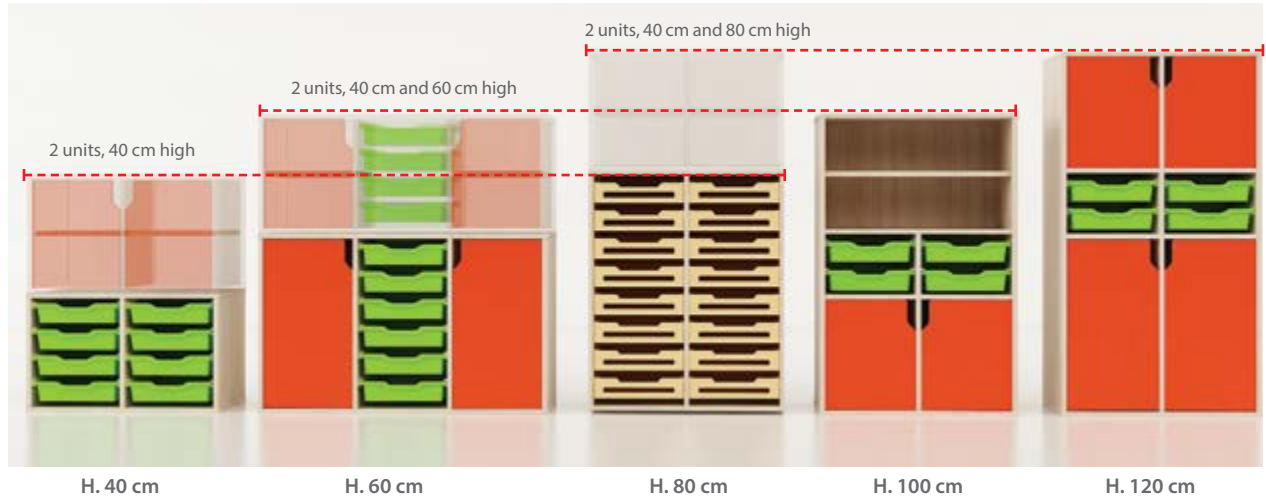 2 units, 40 cm and 80 cm high
2 units, 40 cm and 60 cm high
2 units, 40 cm high
H. 40 cm
H. 60 cm
H. 80 cm
H. 100 cm
H. 120 cm